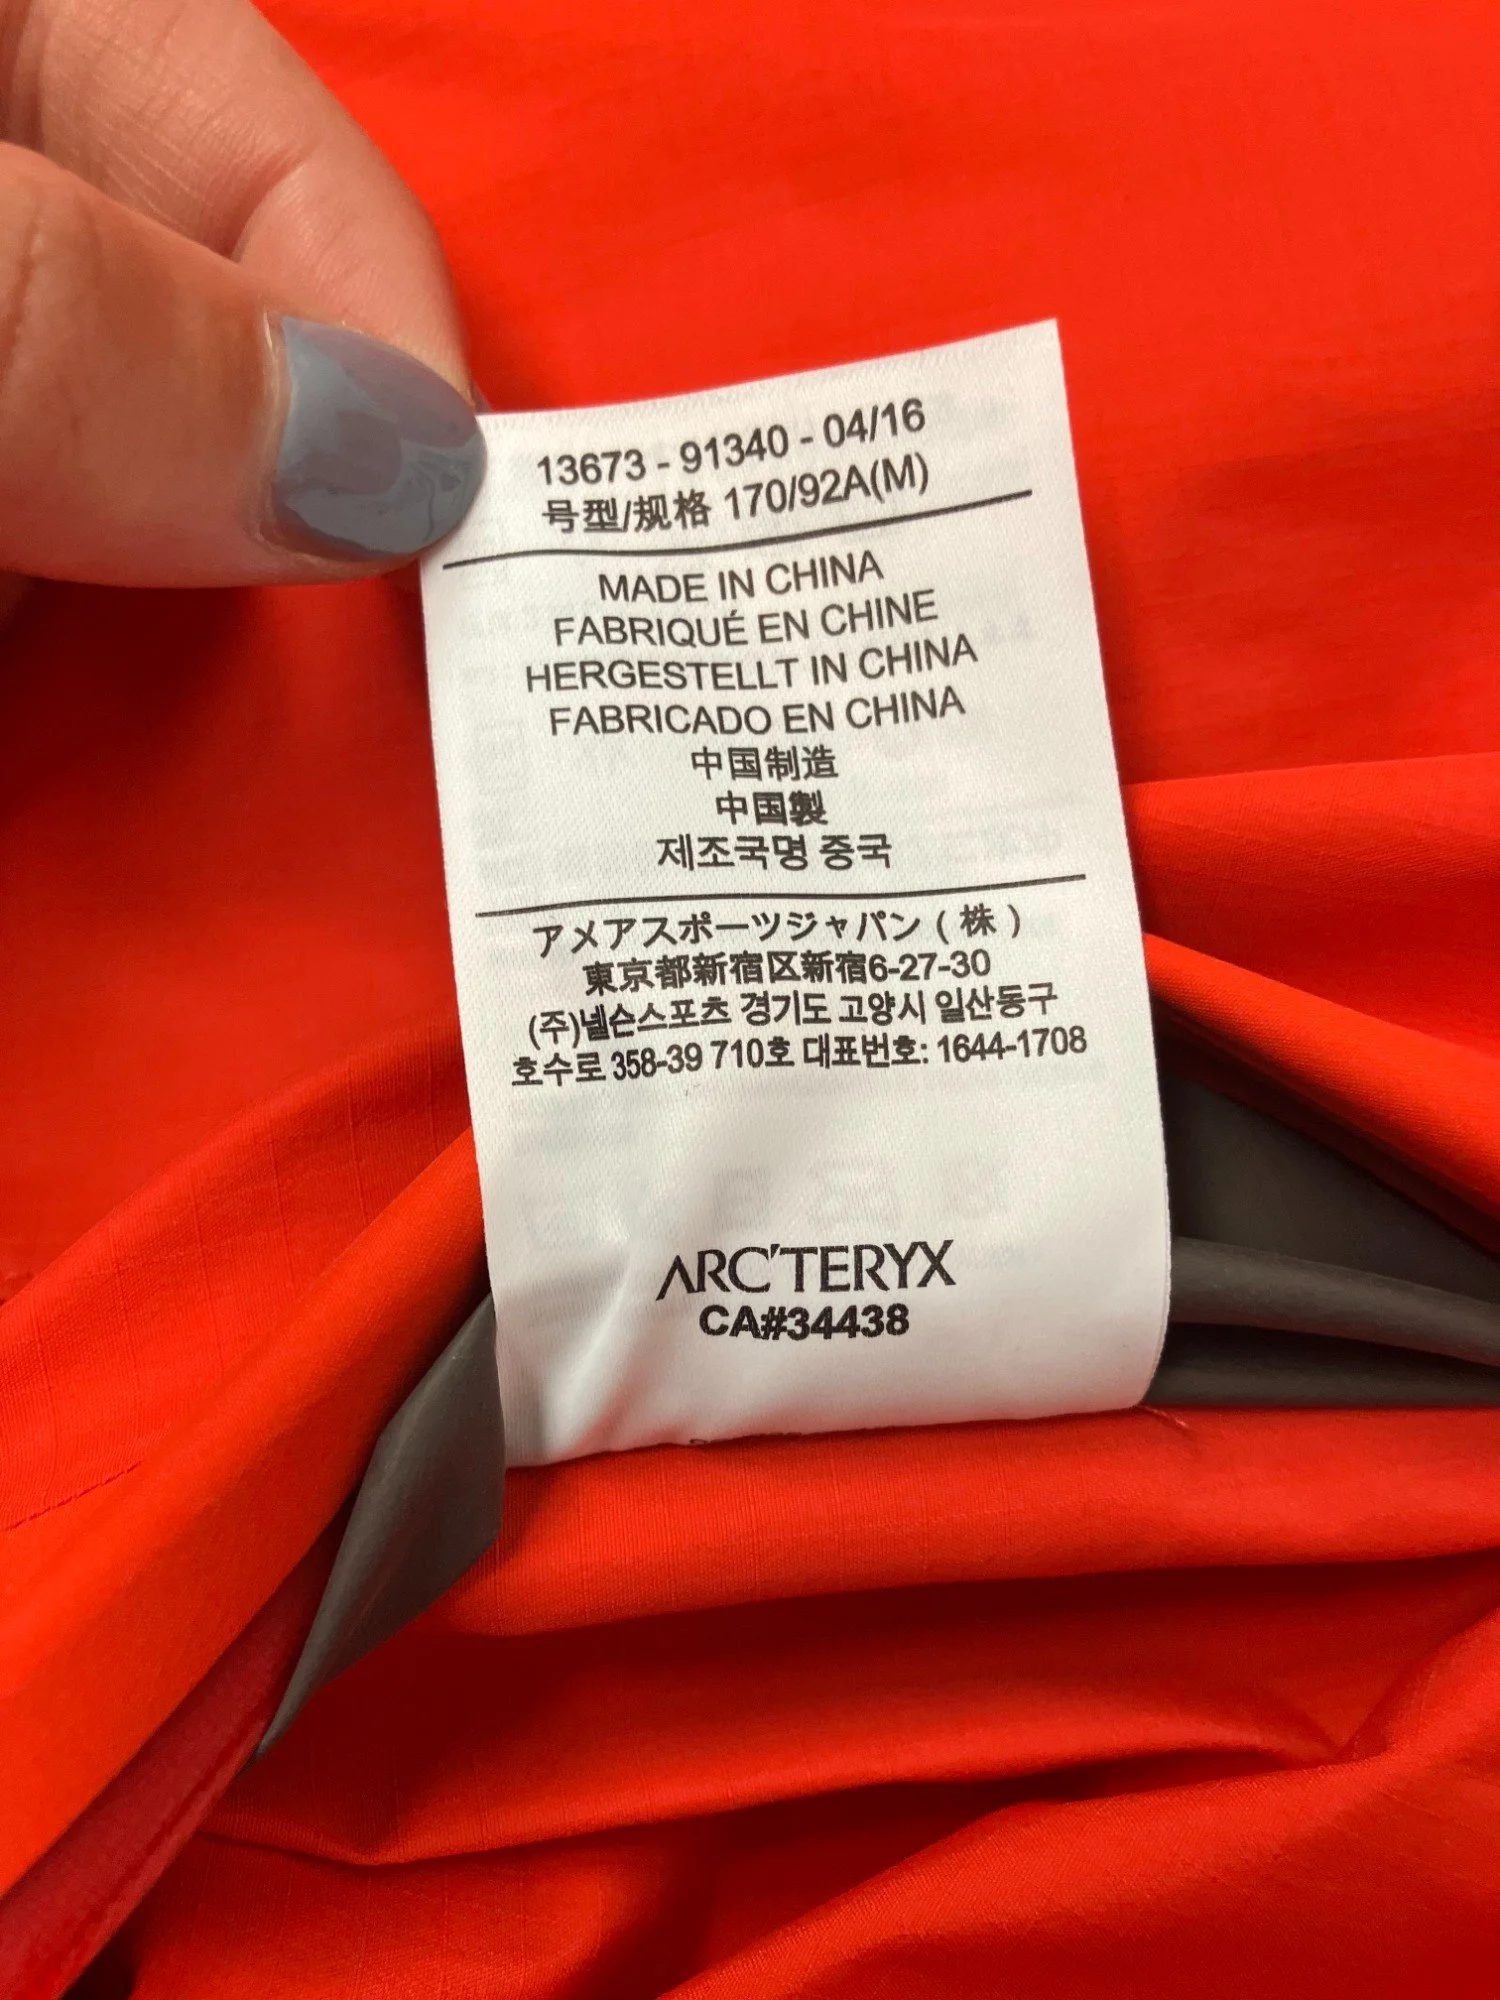 13673 - 91340 - 04/16
号型/规格 170/92A(M)
MADE IN CHINA
FABRIQUÉ EN CHINE
HERGESTELLT IN CHINA
FABRICADO EN CHINA
中国制造
中国製
제조국명 중국
アメアスポーツジャパン ( 株 )
東京都新宿区新宿6-27-30
(주)넬슨스포츠 경기도 고양시 일산동구
호수로 358-39 710호 대표번호: 1644-1708
ARC'TERYX
CA#34438